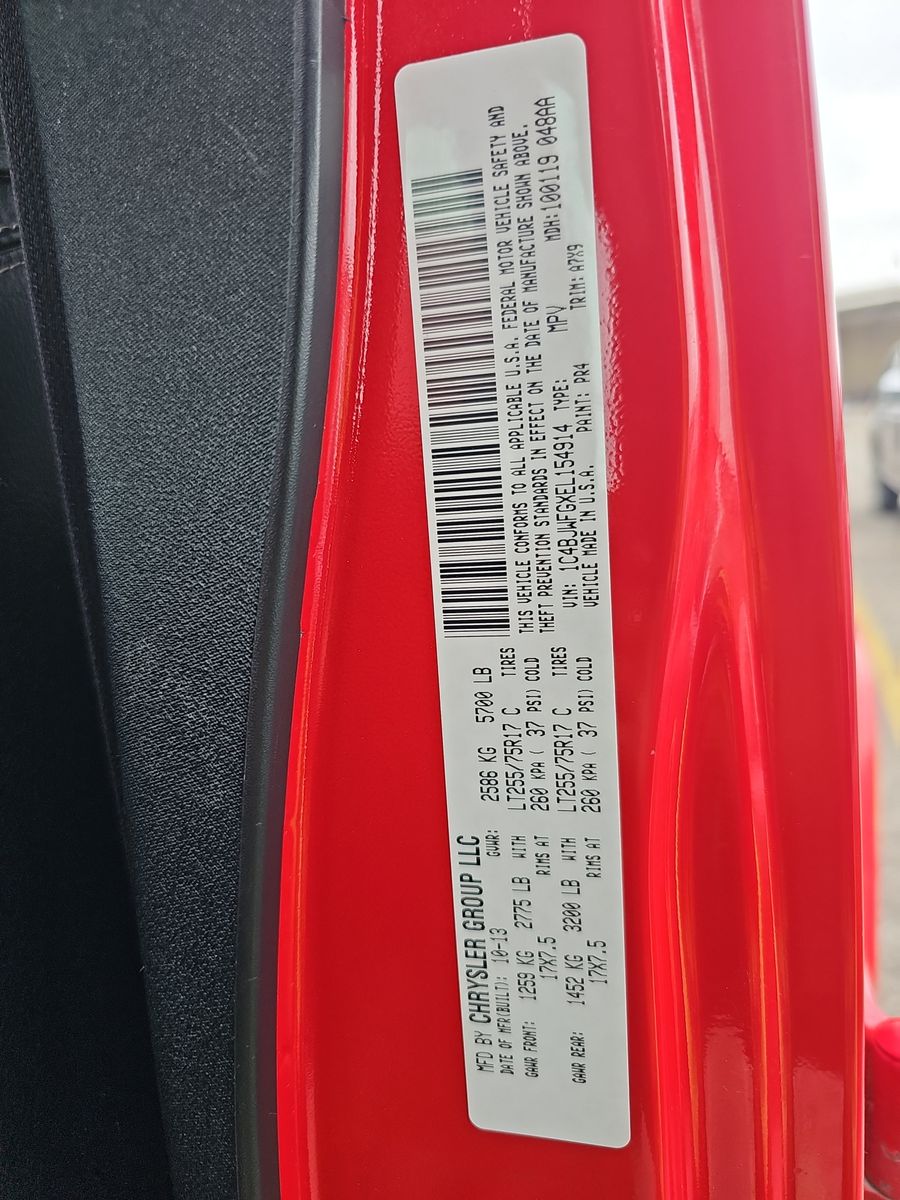 MFD BY CHRYSLER GROUP LLC
DATE OF MFR(BUILT): 10-13 GVWR: 2586 KG 5700 LB
GAWR FRONT: 1259 KG 2775 LB WITH LT255/75R17 C TIRES
17X7.5 RIMS AT 260 KPA ( 37 PSI) COLD
GAWR REAR: 1452 KG 3200 LB WITH LT255/75R17 C TIRES
17X7.5 RIMS AT 260 KPA ( 37 PSI) COLD
THIS VEHICLE CONFORMS TO ALL APPLICABLE U.S.A. FEDERAL MOTOR VEHICLE SAFETY AND
THEFT PREVENTION STANDARDS IN EFFECT ON THE DATE OF MANUFACTURE SHOWN ABOVE.
VIN: 1C4BJWFGXEL154914 TYPE: MPV MDH:100119 048AA
VEHICLE MADE IN U.S.A. PAINT: PR4 TRIM:A7X9